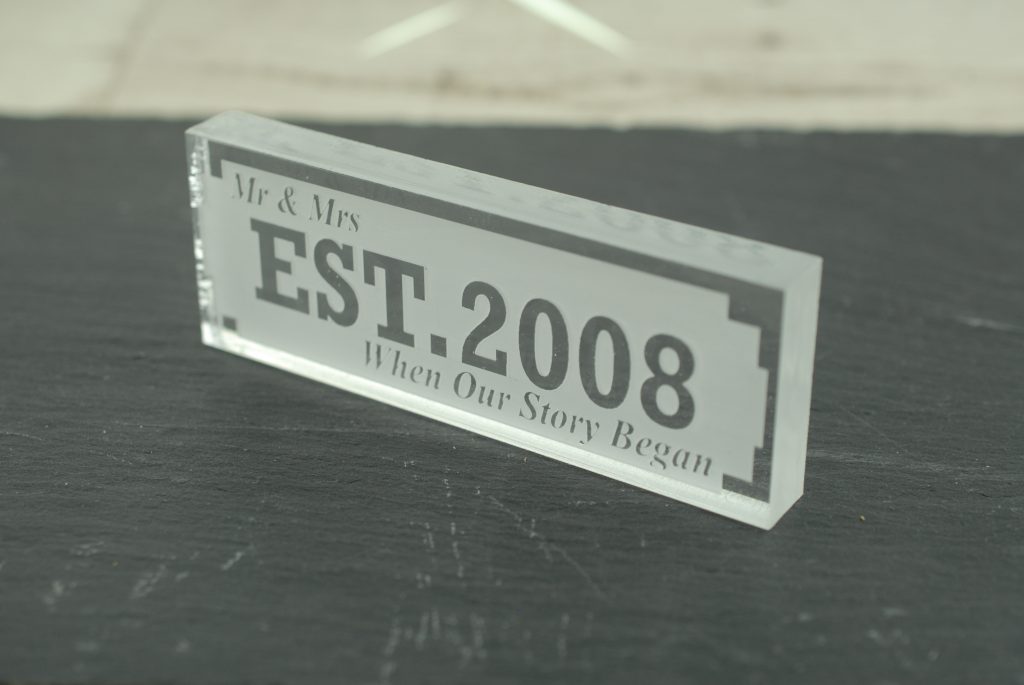 Mr & Mrs
EST.2008
When Our Story Began